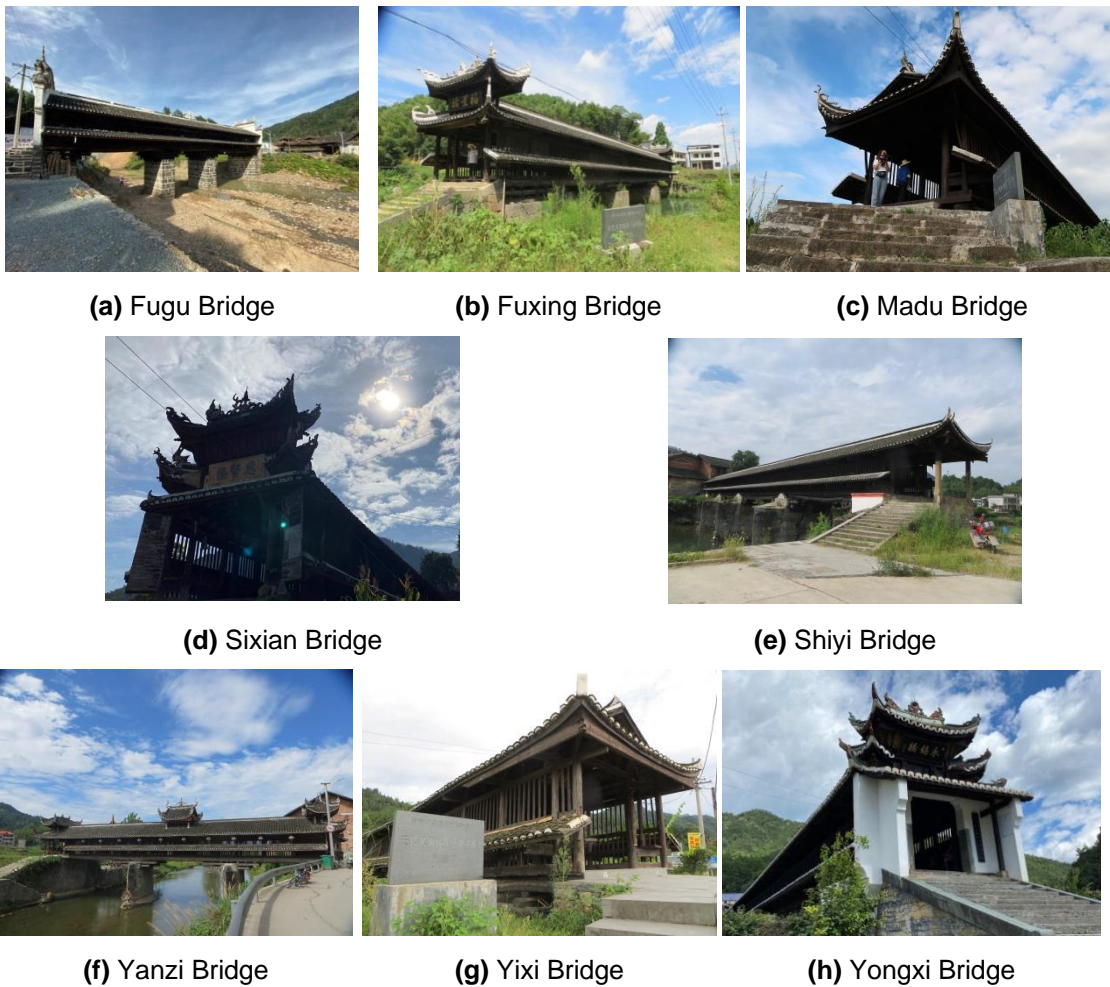 (a) Fugu Bridge
(b) Fuxing Bridge
(c) Madu Bridge
(d) Sixian Bridge
(e) Shiyi Bridge
(f) Yanzi Bridge
(g) Yixi Bridge
(h) Yongxi Bridge